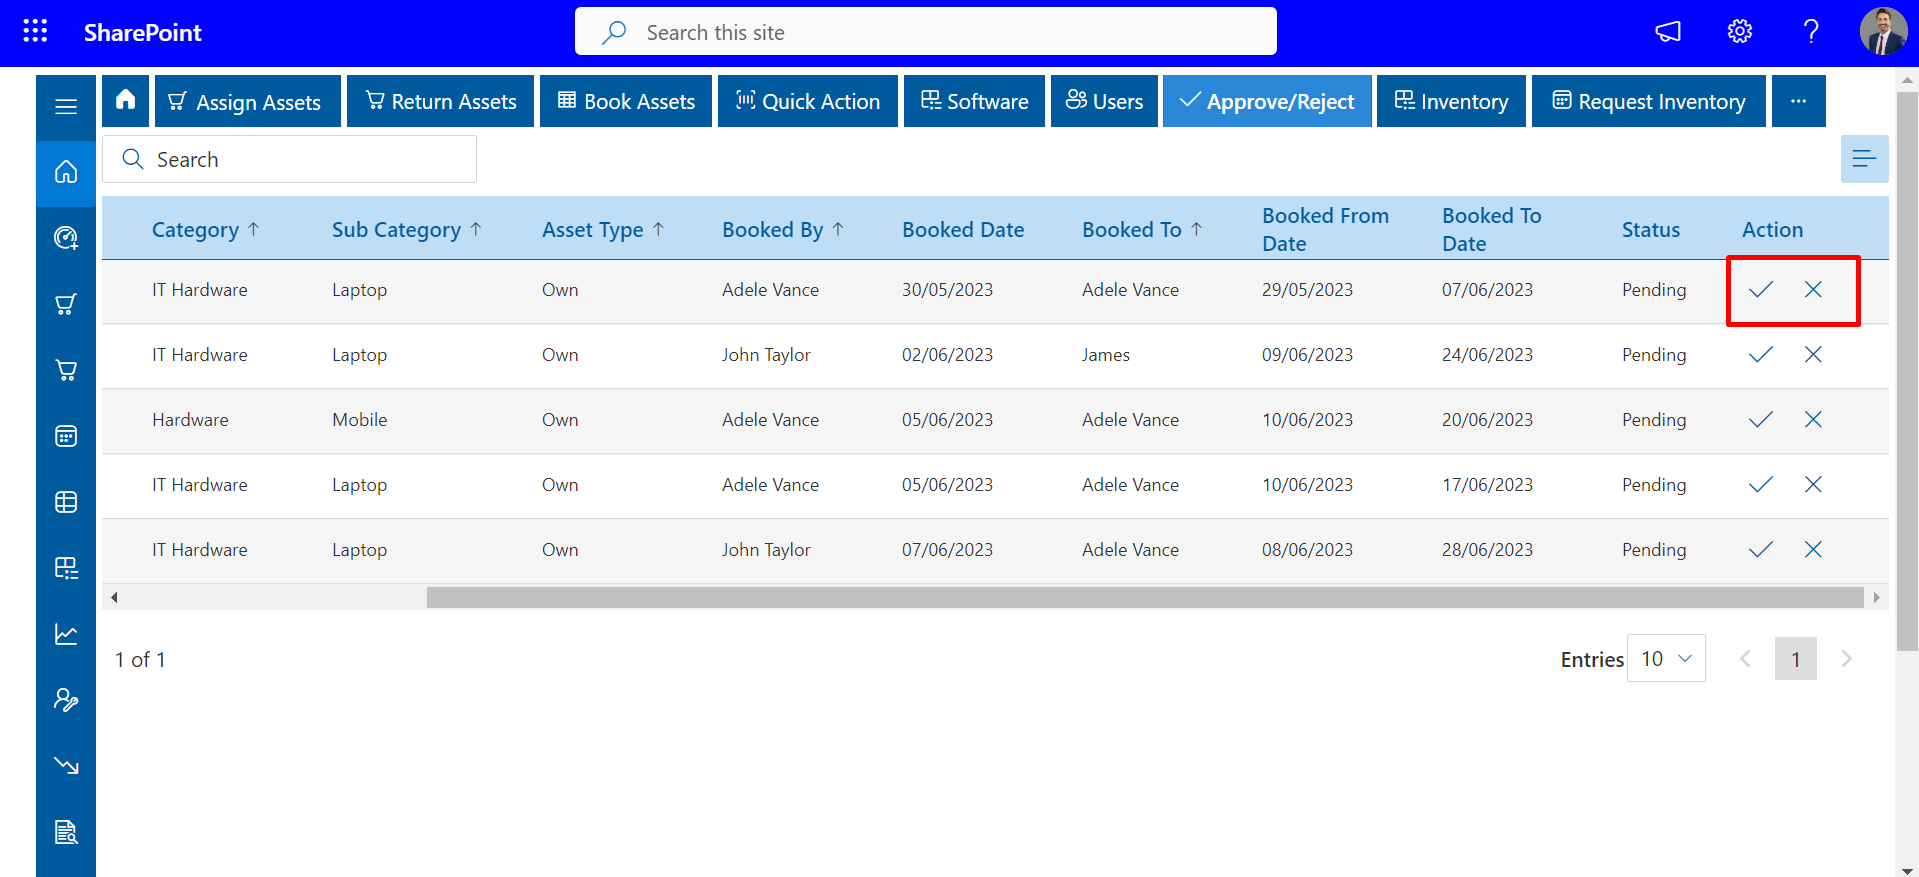 SharePoint
Search this site
Assign Assets
Return Assets
Book Assets
Quick Action
Software
Users
Approve/Reject
Inventory
Request Inventory
...
Search
Category ↑ Sub Category ↑ Asset Type ↑ Booked By ↑ Booked Date Booked To ↑ Booked From Date Booked To Date Status Action
IT Hardware Laptop Own Adele Vance 30/05/2023 Adele Vance 29/05/2023 07/06/2023 Pending
IT Hardware Laptop Own John Taylor 02/06/2023 James 09/06/2023 24/06/2023 Pending
Hardware Mobile Own Adele Vance 05/06/2023 Adele Vance 10/06/2023 20/06/2023 Pending
IT Hardware Laptop Own Adele Vance 05/06/2023 Adele Vance 10/06/2023 17/06/2023 Pending
IT Hardware Laptop Own John Taylor 07/06/2023 Adele Vance 08/06/2023 28/06/2023 Pending
1 of 1
Entries 10
1